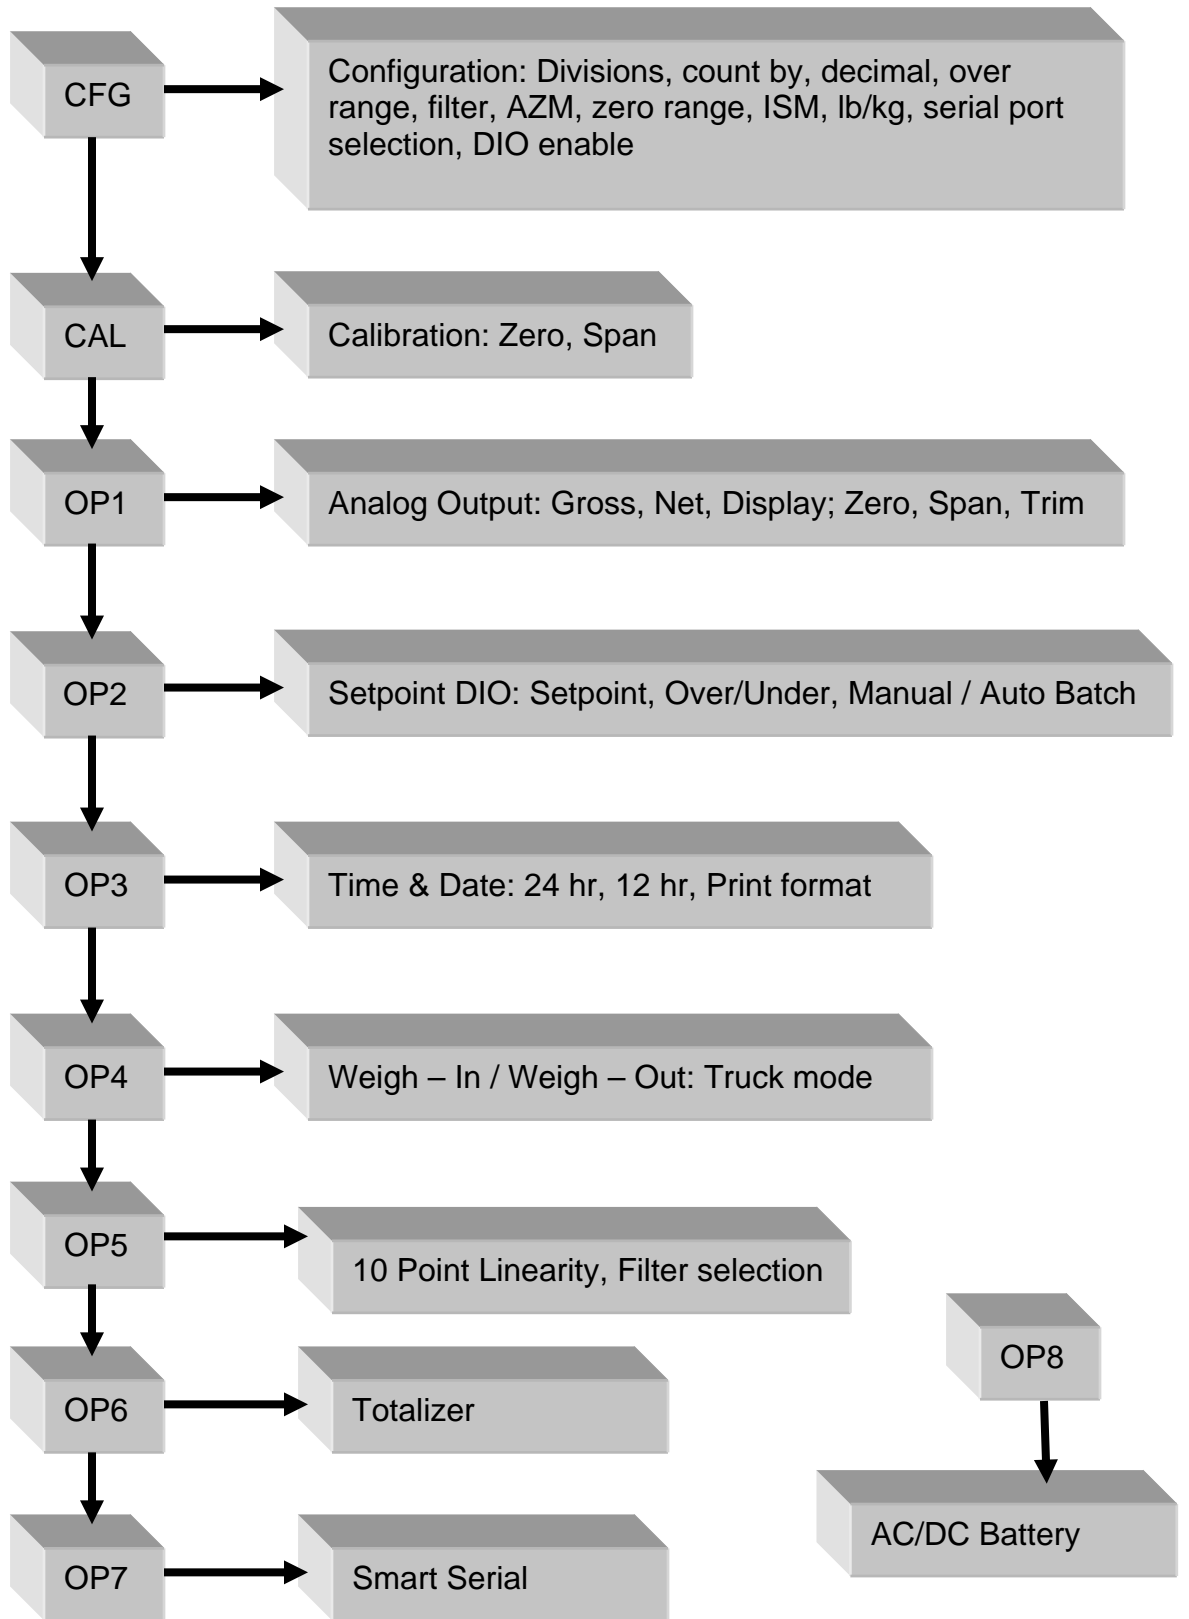 CFG
Configuration: Divisions, count by, decimal, over
range, filter, AZM, zero range, ISM, lb/kg, serial port
selection, DIO enable
CAL
Calibration: Zero, Span
OP1
Analog Output: Gross, Net, Display; Zero, Span, Trim
OP2
Setpoint DIO: Setpoint, Over/Under, Manual / Auto Batch
OP3
Time & Date: 24 hr, 12 hr, Print format
OP4
Weigh – In / Weigh – Out: Truck mode
OP5
10 Point Linearity, Filter selection
OP6
Totalizer
OP7
Smart Serial
OP8
AC/DC Battery